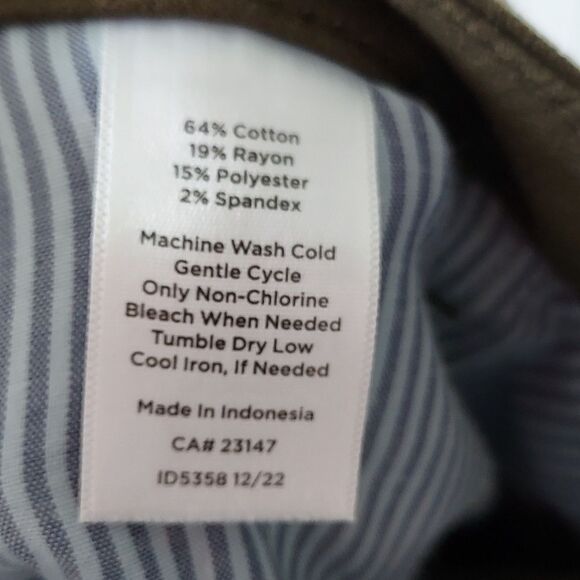 64% Cotton
19% Rayon
15% Polyester
2% Spandex
Machine Wash Cold
Gentle Cycle
Only Non-Chlorine
Bleach When Needed
Tumble Dry Low
Cool Iron, If Needed
Made In Indonesia
CA# 23147
ID5358 12/22